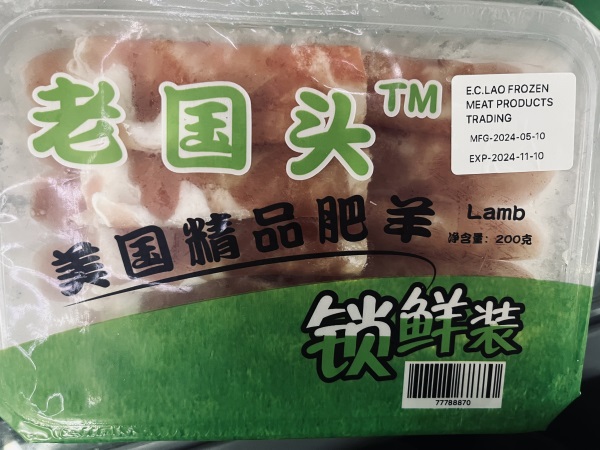 老国头™
E.C.LAO FROZEN
MEAT PRODUCTS
TRADING
MFG-2024-05-10
EXP-2024-11-10
美国精品肥羊
Lamb
净含量：200克
锁鲜装
77788870